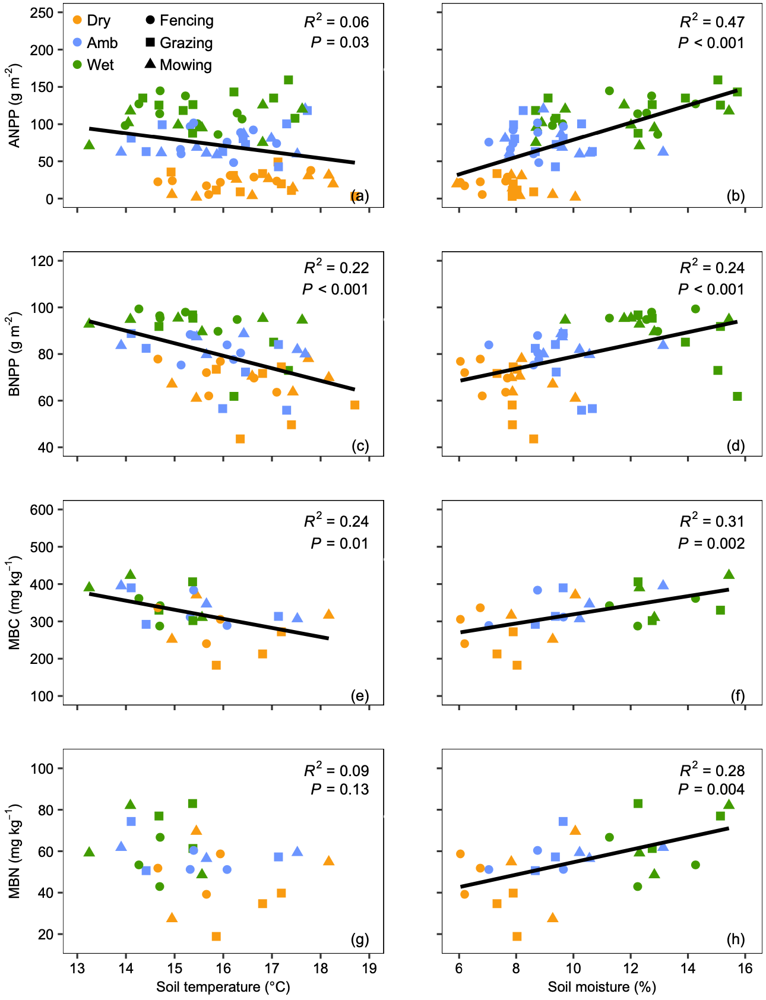 Dry Fencing
Amb Grazing
Wet Mowing
R2 = 0.06
P = 0.03
250
200
150
100
50
0
ANPP (g m-2)
(a)
R2 = 0.47
P < 0.001
(b)
R2 = 0.22
P < 0.001
120
100
80
60
40
BNPP (g m-2)
(c)
R2 = 0.24
P < 0.001
(d)
R2 = 0.24
P = 0.01
600
500
400
300
200
100
MBC (mg kg−1)
(e)
R2 = 0.31
P = 0.002
(f)
R2 = 0.09
P = 0.13
100
80
60
40
20
MBN (mg kg−1)
(g)
13 14 15 16 17 18 19
Soil temperature (°C)
R2 = 0.28
P = 0.004
(h)
6 8 10 12 14 16
Soil moisture (%)